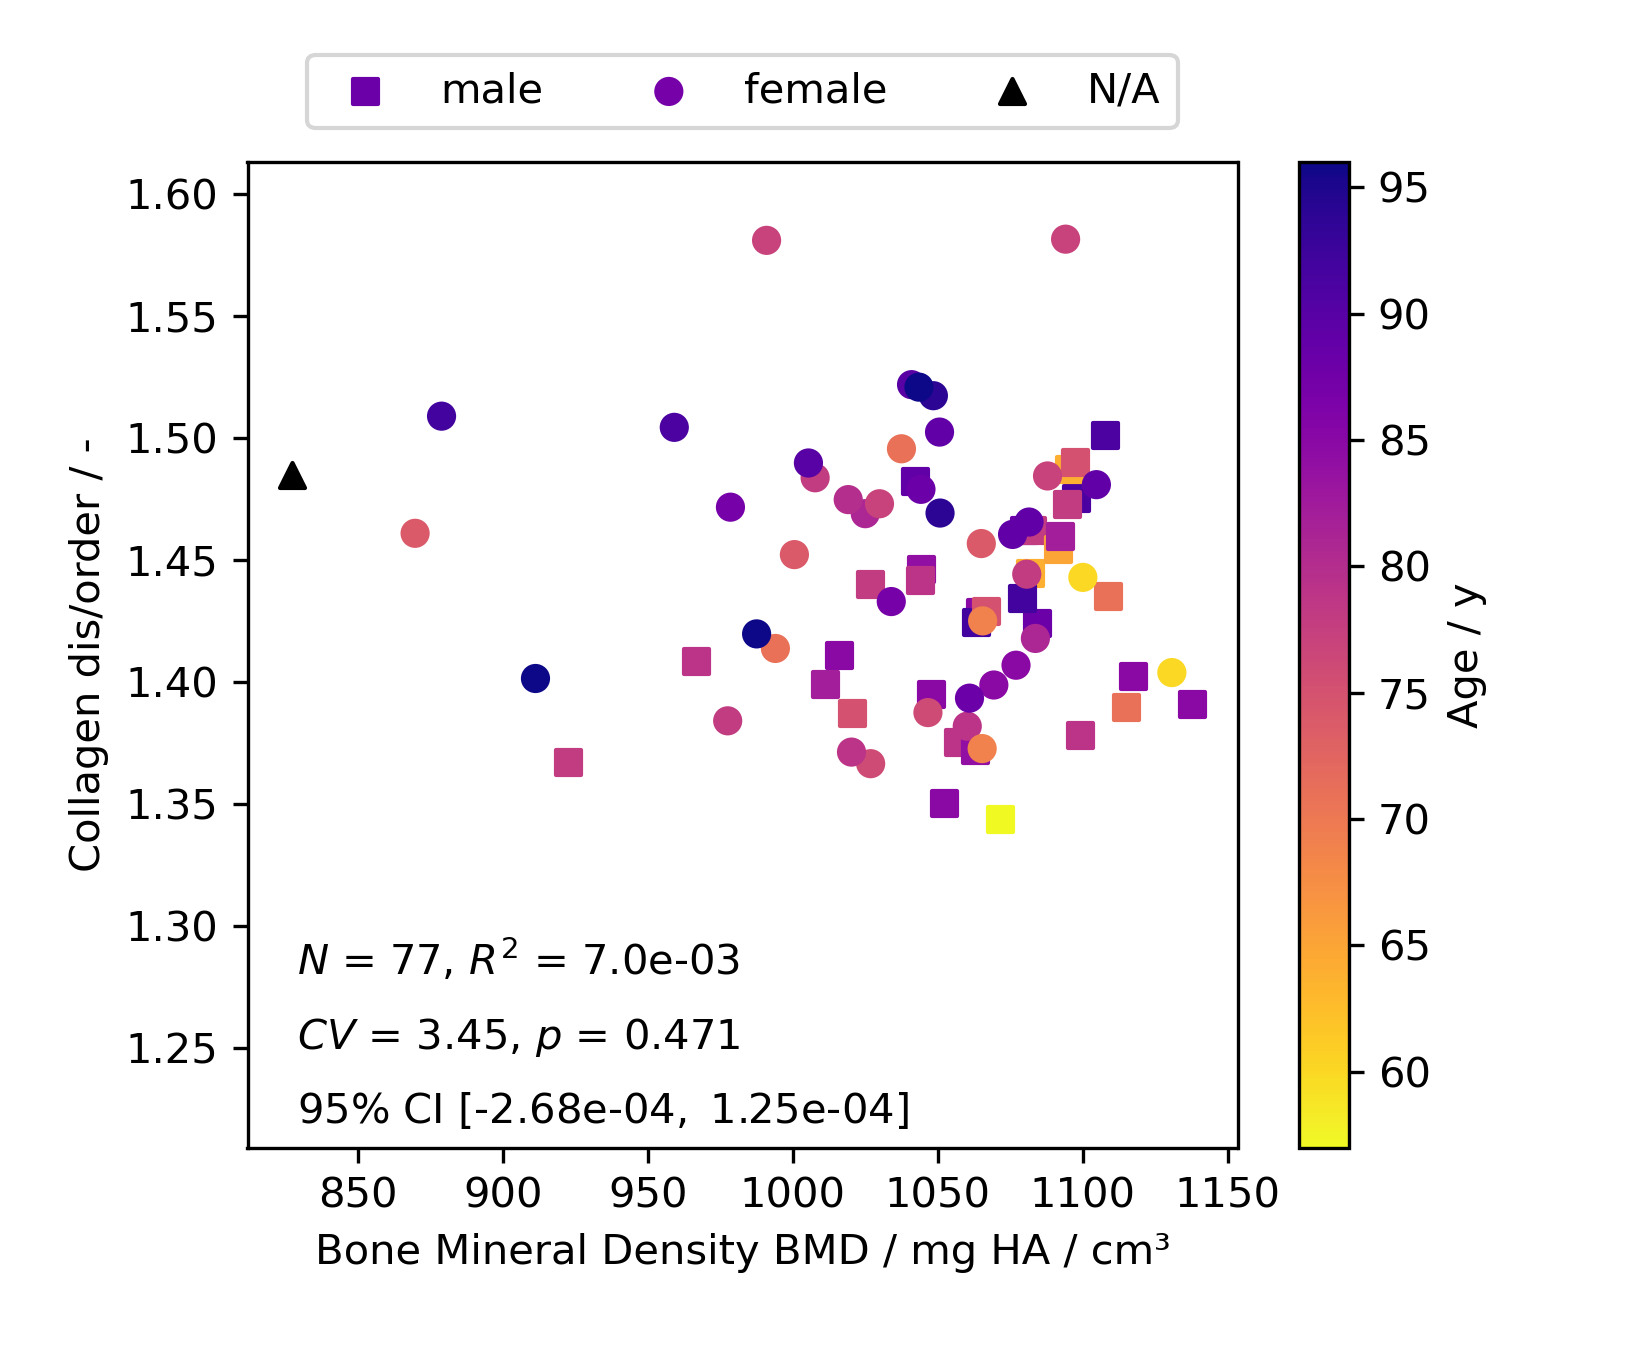 male female N/A
1.60
1.55
1.50
1.45
1.40
1.35
1.30
1.25
Collagen dis/order / -
N = 77, R² = 7.0e-03
CV = 3.45, p = 0.471
95% CI [-2.68e-04, 1.25e-04]
850 900 950 1000 1050 1100 1150
Bone Mineral Density BMD / mg HA / cm³
95
90
85
80
75
70
65
60
Age / y